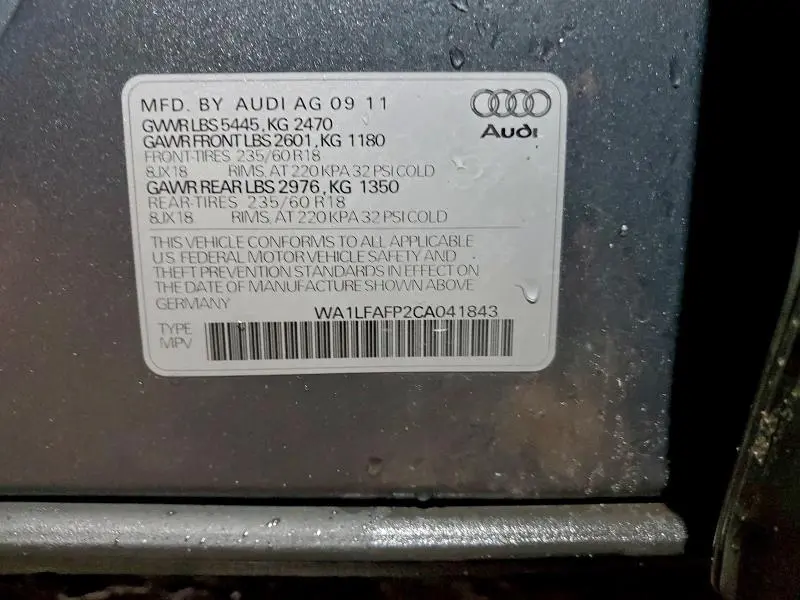 MFD. BY AUDI AG 09 11
GVWR LBS 5445, KG 2470
GAWR FRONT LBS 2601, KG 1180
FRONT-TIRES 235/60 R18
8JX18 RIMS, AT 220 KPA 32 PSI COLD
GAWR REAR LBS 2976, KG 1350
REAR-TIRES 235/60 R18
8JX18 RIMS, AT 220 KPA 32 PSI COLD
Audi
THIS VEHICLE CONFORMS TO ALL APPLICABLE
U.S. FEDERAL MOTOR VEHICLE SAFETY AND
THEFT PREVENTION STANDARDS IN EFFECT ON
THE DATE OF MANUFACTURE SHOWN ABOVE
GERMANY WA1LFAFP2CA041843
TYPE
MPV